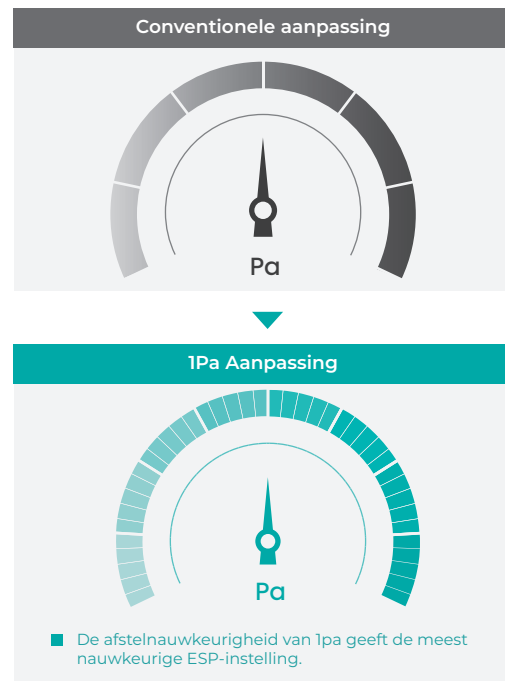 Conventionele aanpassing
Pa
1Pa Aanpassing
Pa
De afstelnauwkeurigheid van 1pa geeft de meest
nauwkeurige ESP-instelling.